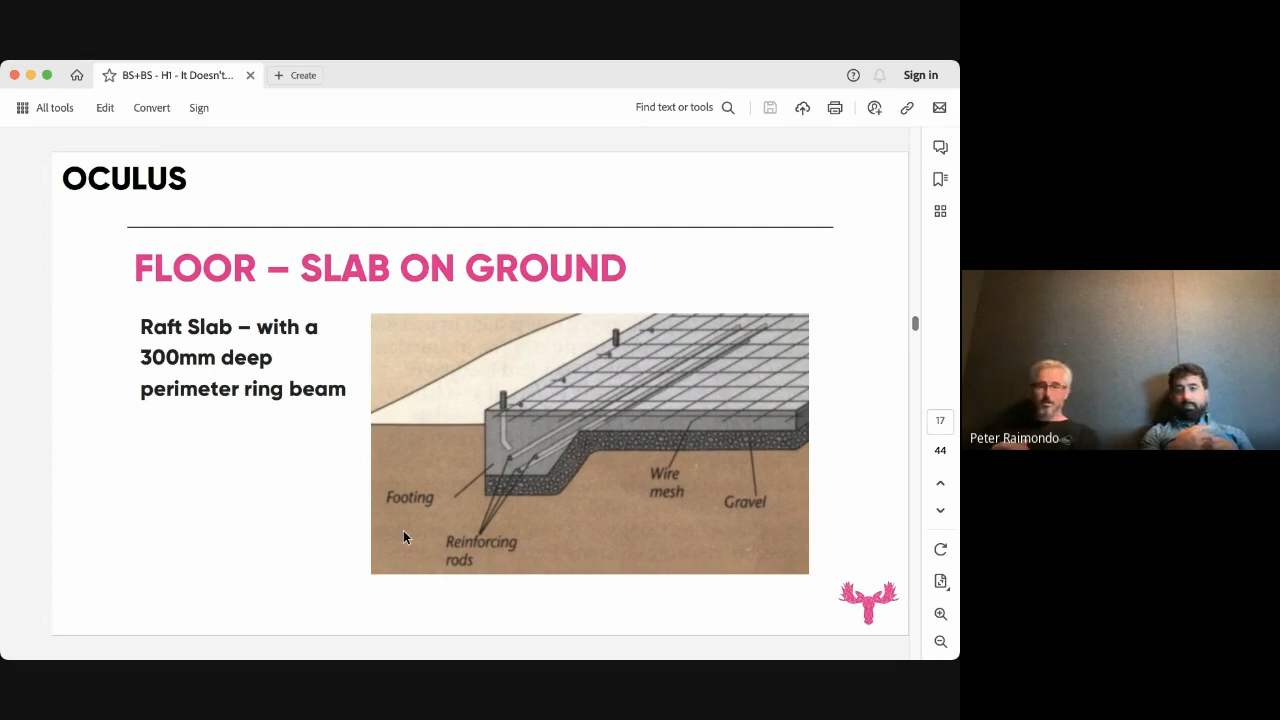 BS+BS - H1 - It Doesn't...
Create
Sign in
All tools
Edit
Convert
Sign
Find text or tools
OCULUS
FLOOR – SLAB ON GROUND
Raft Slab – with a
300mm deep
perimeter ring beam
Footing
Reinforcing
rods
Wire
mesh
Gravel
17
44
Peter Raimondo